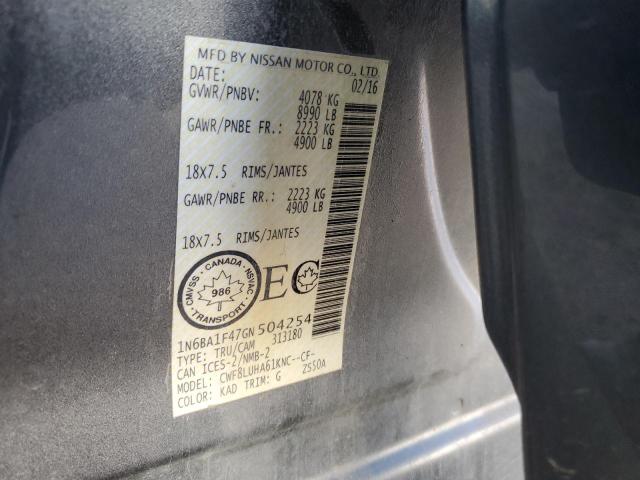 MFD BY NISSAN MOTOR CO., LTD.
DATE: 02/16
GVWR/PNBV: 4078 KG
8990 LB
GAWR/PNBE FR.: 2223 KG
4900 LB
18X7.5 RIMS/JANTES
GAWR/PNBE RR.: 2223 KG
4900 LB
18X7.5 RIMS/JANTES
CMVSS · CANADA · NSVAC · TRANSPORT ·
986
EC
1N6BA1F47GN504254
TYPE: TRU/CAM 313180
CAN ICES-2/NMB-2
MODEL: CWF8LUHA61KNC--CF-
COLOR: KAD TRIM: G ZS50A